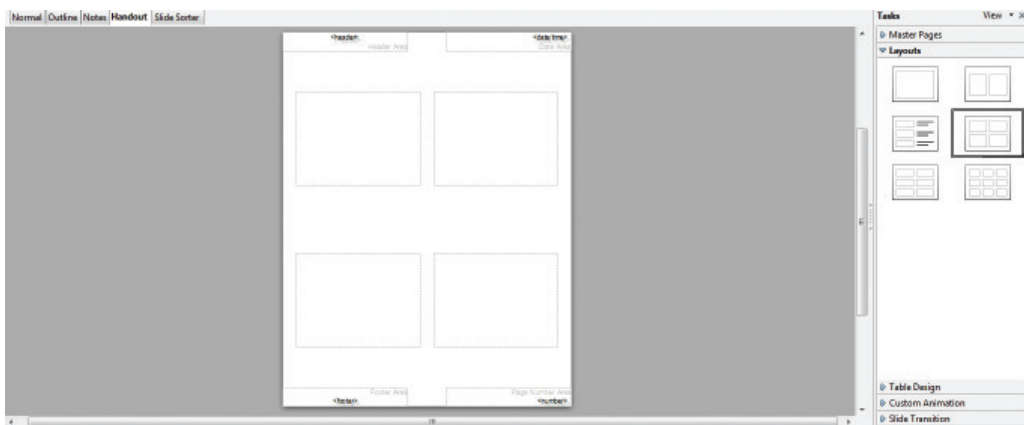 Normal Outline Notes Handout Slide Sorter
Tasks View
Master Pages
Layouts
<header>
Header Area
<date/time>
Date Area
Footer Area
<footer>
Page Number Area
<number>
Table Design
Custom Animation
Slide Transition